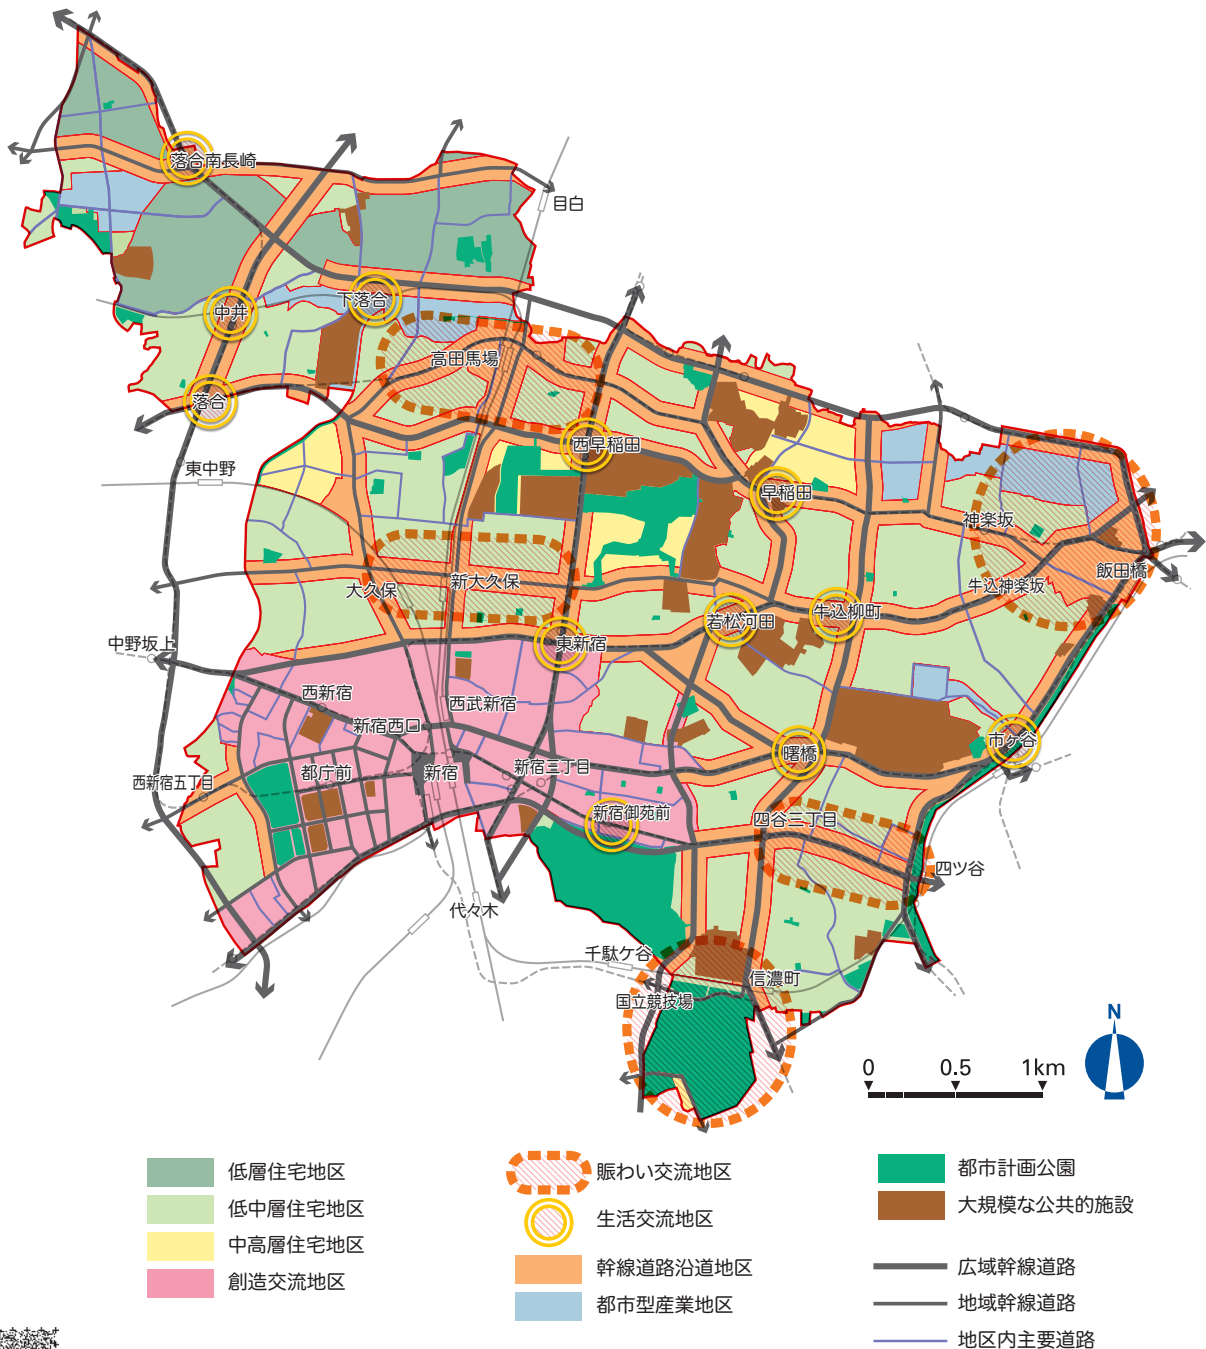 落合南長崎
目白
中井
下落合
高田馬場
落合
西早稲田
東中野
早稲田
神楽坂
飯田橋
大久保
新大久保
牛込神楽坂
若松河田
牛込柳町
東新宿
中野坂上
西新宿
西武新宿
新宿西口
市ケ谷
曙橋
西新宿五丁目
都庁前
新宿
新宿三丁目
新宿御苑前
四谷三丁目
四ツ谷
代々木
千駄ケ谷
信濃町
国立競技場
N
0 0.5 1km
低層住宅地区
低中層住宅地区
中高層住宅地区
創造交流地区
賑わい交流地区
生活交流地区
幹線道路沿道地区
都市型産業地区
都市計画公園
大規模な公共的施設
広域幹線道路
地域幹線道路
地区内主要道路